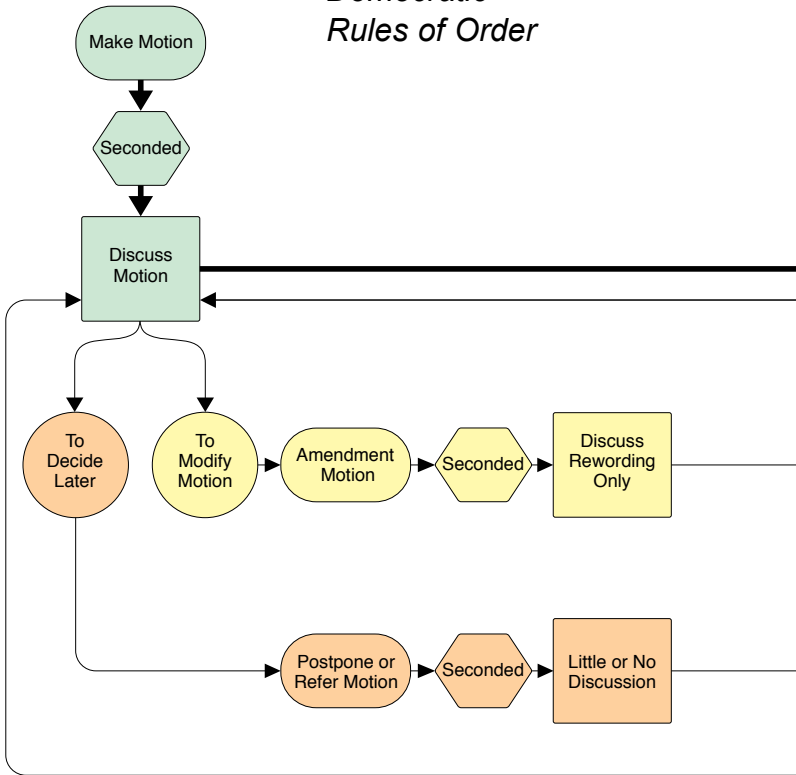 Rules of Order
Make Motion
Seconded
Discuss
Motion
To
Decide
Later
To
Modify
Motion
Amendment
Motion
Seconded
Discuss
Rewording
Only
Postpone or
Refer Motion
Seconded
Little or No
Discussion